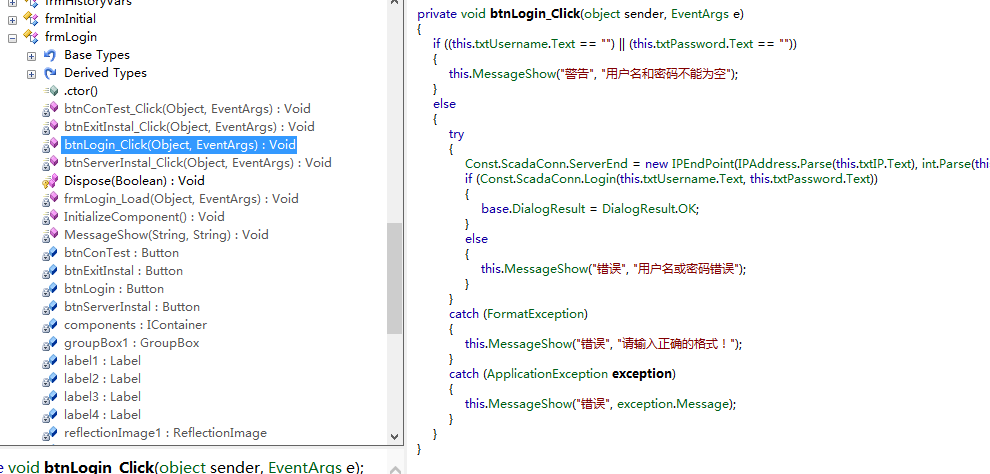 frmHistoryVars
frmInitial
frmLogin
Base Types
Derived Types
.ctor()
btnConTest_Click(Object, EventArgs) : Void
btnExitInstal_Click(Object, EventArgs) : Void
btnLogin_Click(Object, EventArgs) : Void
btnServerInstal_Click(Object, EventArgs) : Void
Dispose(Boolean) : Void
frmLogin_Load(Object, EventArgs) : Void
InitializeComponent() : Void
MessageShow(String, String) : Void
btnConTest : Button
btnExitInstal : Button
btnLogin : Button
btnServerInstal : Button
components : IContainer
groupBox1 : GroupBox
label1 : Label
label2 : Label
label3 : Label
label4 : Label
reflectionImage1 : ReflectionImage
e void btnLogin_Click(object sender, EventArgs e);
private void btnLogin_Click(object sender, EventArgs e)
{
if ((this.txtUsername.Text == "") || (this.txtPassword.Text == ""))
{
this.MessageShow("警告", "用户名和密码不能为空");
}
else
{
try
{
Const.ScadaConn.ServerEnd = new IPEndPoint(IPAddress.Parse(this.txtIP.Text), int.Parse(thi
if (Const.ScadaConn.Login(this.txtUsername.Text, this.txtPassword.Text))
{
base.DialogResult = DialogResult.OK;
}
else
{
this.MessageShow("错误", "用户名或密码错误");
}
}
catch (FormatException)
{
this.MessageShow("错误", "请输入正确的格式！");
}
catch (ApplicationException exception)
{
this.MessageShow("错误", exception.Message);
}
}
}